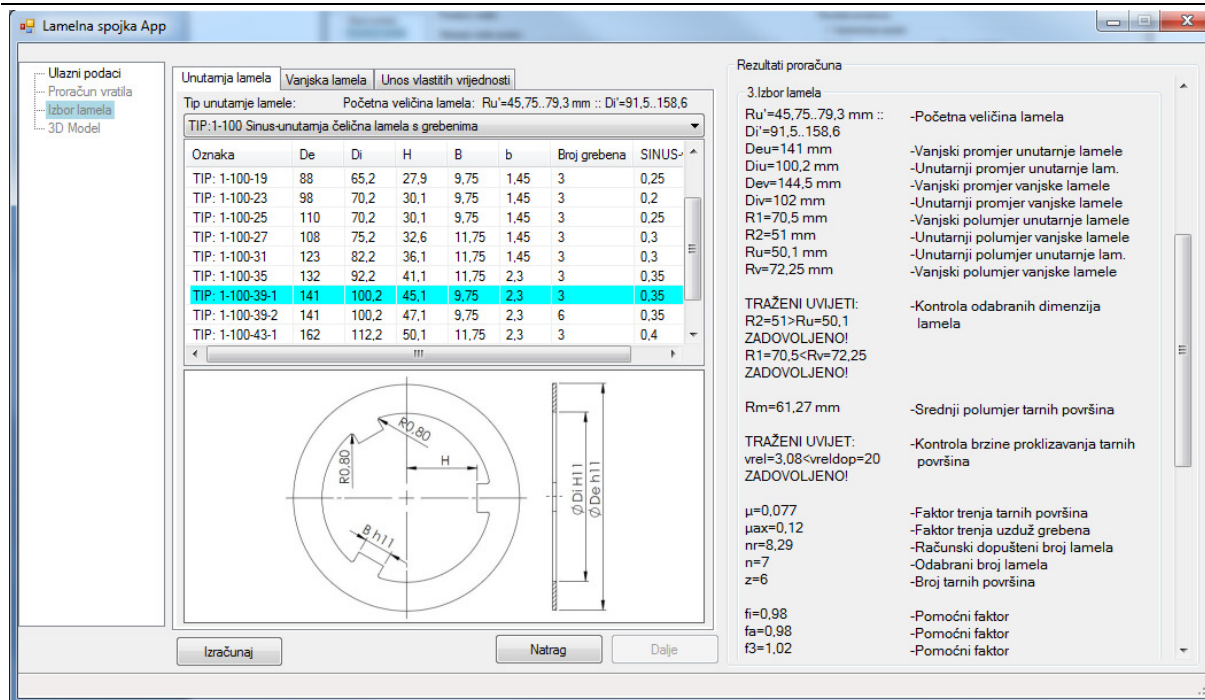 Lamelna spojka App
Ulazni podaci
Proračun vratila
Izbor lamela
3D Model
Unutarnja lamela Vanjska lamela Unos vlastitih vrijednosti
Tip unutarnje lamele: Početna veličina lamela: Ru'=45,75..79,3 mm :: Di'=91,5..158,6
TIP:1-100 Sinus-unutarnja čelična lamela s grebenima
Oznaka De Di H B b Broj grebena SINUS-
TIP: 1-100-19 88 65,2 27,9 9,75 1,45 3 0,25
TIP: 1-100-23 98 70,2 30,1 9,75 1,45 3 0,2
TIP: 1-100-25 110 70,2 30,1 9,75 1,45 3 0,25
TIP: 1-100-27 108 75,2 32,6 11,75 1,45 3 0,3
TIP: 1-100-31 123 82,2 36,1 11,75 1,45 3 0,3
TIP: 1-100-35 132 92,2 41,1 11,75 2,3 3 0,35
TIP: 1-100-39-1 141 100,2 45,1 9,75 2,3 3 0,35
TIP: 1-100-39-2 141 100,2 47,1 9,75 2,3 6 0,35
TIP: 1-100-43-1 162 112,2 50,1 11,75 2,3 3 0,4
R0,80
R0,80
H
B h11
Ø Di H11
Ø De h11
Izračunaj
Natrag
Dalje
Rezultati proračuna
3.Izbor lamela
Ru'=45,75..79,3 mm :: -Početna veličina lamela
Di'=91,5..158,6
Deu=141 mm -Vanjski promjer unutarnje lamele
Diu=100,2 mm -Unutarnji promjer unutarnje lam.
Dev=144,5 mm -Vanjski promjer vanjske lamele
Div=102 mm -Unutarnji promjer vanjske lamele
R1=70,5 mm -Vanjski polumjer unutarnje lamele
R2=51 mm -Unutarnji polumjer vanjske lamele
Ru=50,1 mm -Unutarnji polumjer unutarnje lam.
Rv=72,25 mm -Vanjski polumjer vanjske lamele
TRAŽENI UVIJETI: -Kontrola odabranih dimenzija
R2=51>Ru=50,1 lamela
ZADOVOLJENO!
R1=70,5<Rv=72,25
ZADOVOLJENO!
Rm=61,27 mm -Srednji polumjer tarnih površina
TRAŽENI UVIJET: -Kontrola brzine proklizavanja tarnih
vrel=3,08<vreldop=20 površina
ZADOVOLJENO!
µ=0,077 -Faktor trenja tarnih površina
µax=0,12 -Faktor trenja uzduž grebena
nr=8,29 -Računski dopušteni broj lamela
n=7 -Odabrani broj lamela
z=6 -Broj tarnih površina
fi=0,98 -Pomoćni faktor
fa=0,98 -Pomoćni faktor
f3=1,02 -Pomoćni faktor